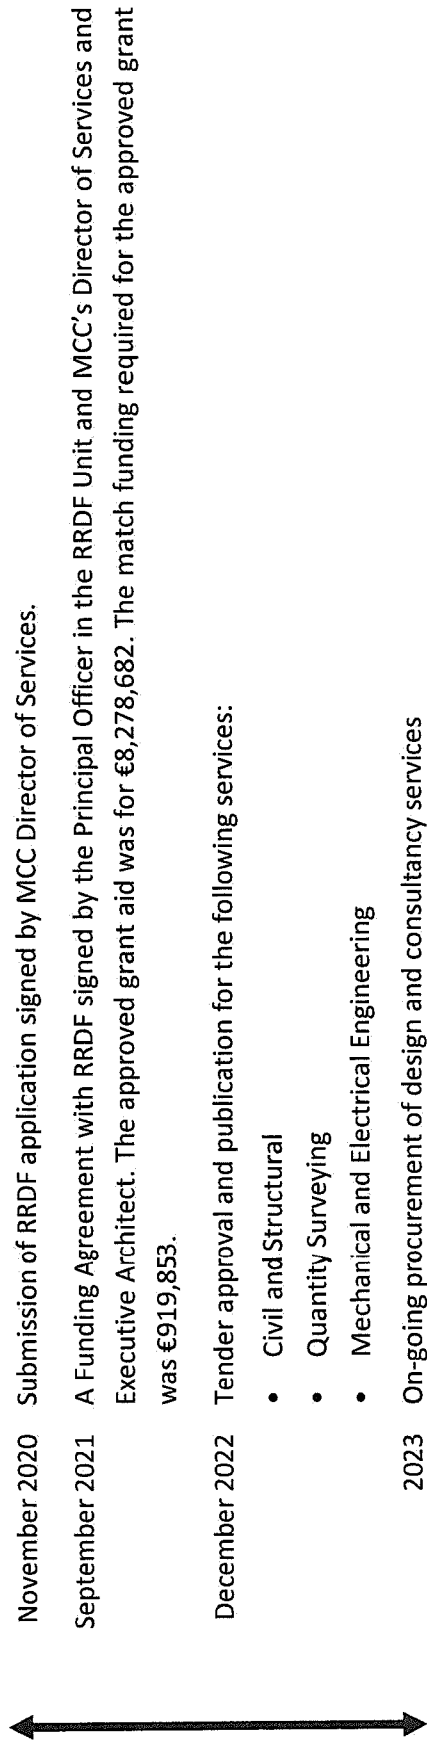 November 2020 Submission of RRDF application signed by MCC Director of Services.
September 2021 A Funding Agreement with RRDF signed by the Principal Officer in the RRDF Unit and MCC's Director of Services and
Executive Architect. The approved grant aid was for €8,278,682. The match funding required for the approved grant
was €919,853.
December 2022 Tender approval and publication for the following services:
• Civil and Structural
• Quantity Surveying
• Mechanical and Electrical Engineering
2023 On-going procurement of design and consultancy services